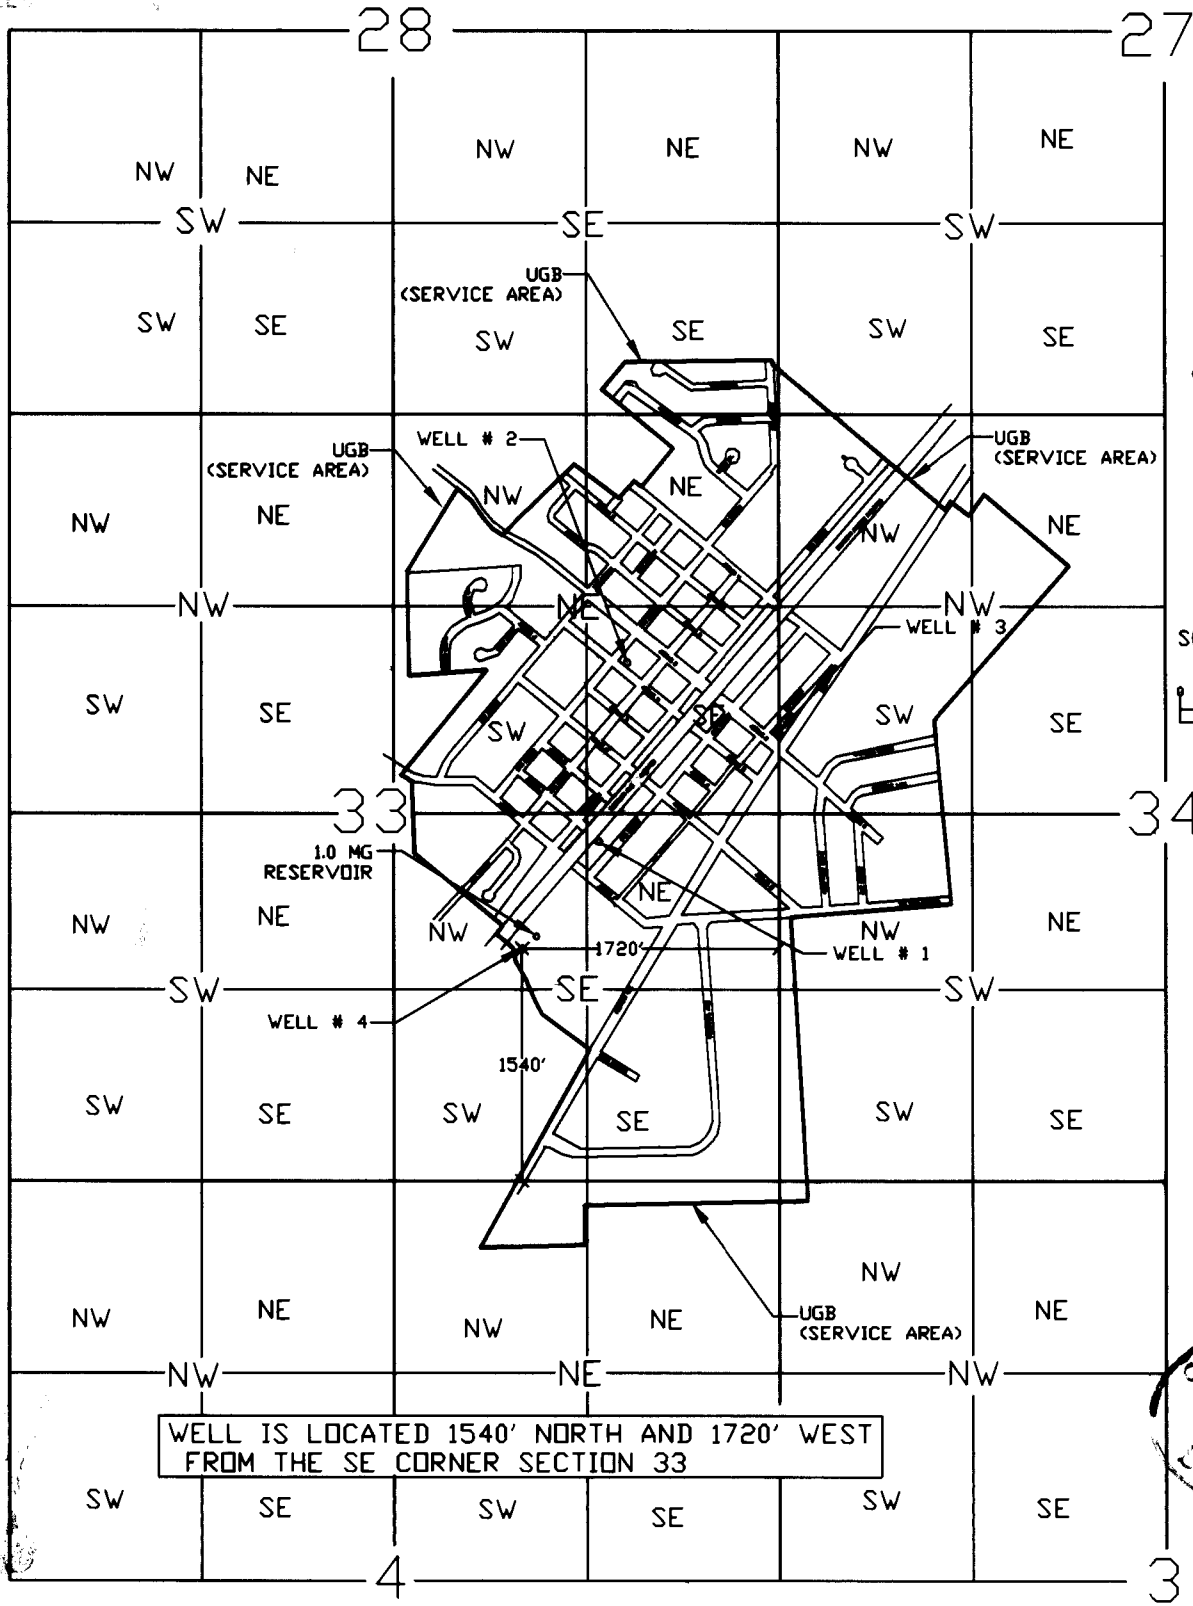 28
27
NW
NE
NW
NE
NW
NE
SW
SE
SW
UGB
(SERVICE AREA)
SW
SE
SW
SE
SW
SE
WELL # 2
UGB
(SERVICE AREA)
UGB
(SERVICE AREA)
NW
NE
NW
NE
NW
NE
NW
NE
NW
WELL # 3
SW
SE
SW
SE
SW
SE
33
34
1.0 MG
RESERVOIR
NW
NE
NW
NE
NW
NE
1720'
WELL # 1
SW
SE
SW
WELL # 4
1540'
SW
SE
SW
SE
SW
SE
NW
NE
NW
NE
NW
NE
UGB
(SERVICE AREA)
NW
NE
NW
WELL IS LOCATED 1540' NORTH AND 1720' WEST
FROM THE SE CORNER SECTION 33
SW
SE
SW
SE
SW
SE
4
3